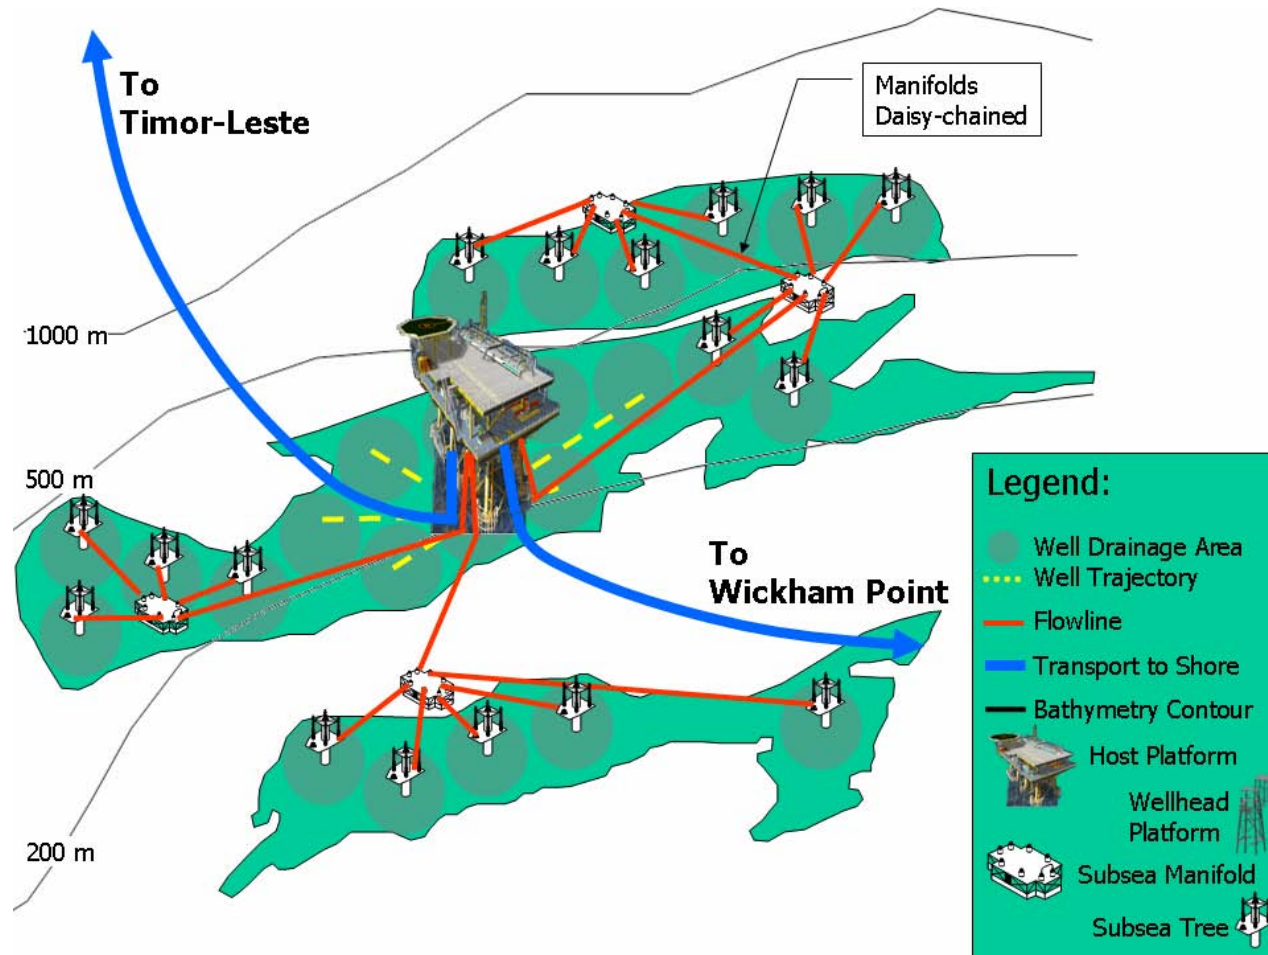 To
Timor-Leste
Manifolds
Daisy-chained
1000 m
500 m
To
Wickham Point
200 m
Legend:
Well Drainage Area
Well Trajectory
Flowline
Transport to Shore
Bathymetry Contour
Host Platform
Wellhead
Platform
Subsea Manifold
Subsea Tree